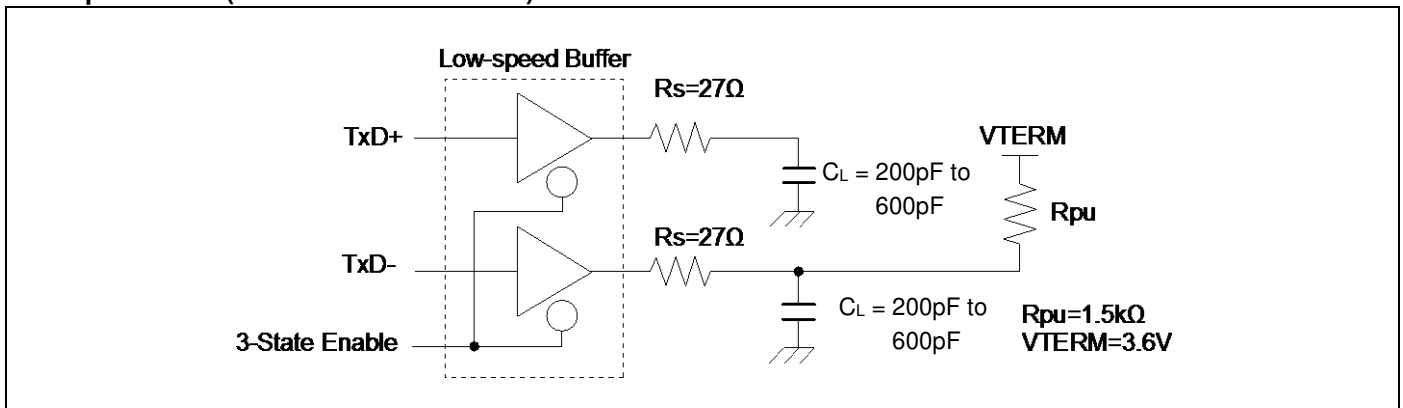 Low-speed Buffer
Rs=27Ω
TxD+
VTERM
CL = 200pF to
600pF
Rpu
Rs=27Ω
TxD-
CL = 200pF to
600pF
Rpu=1.5kΩ
VTERM=3.6V
3-State Enable